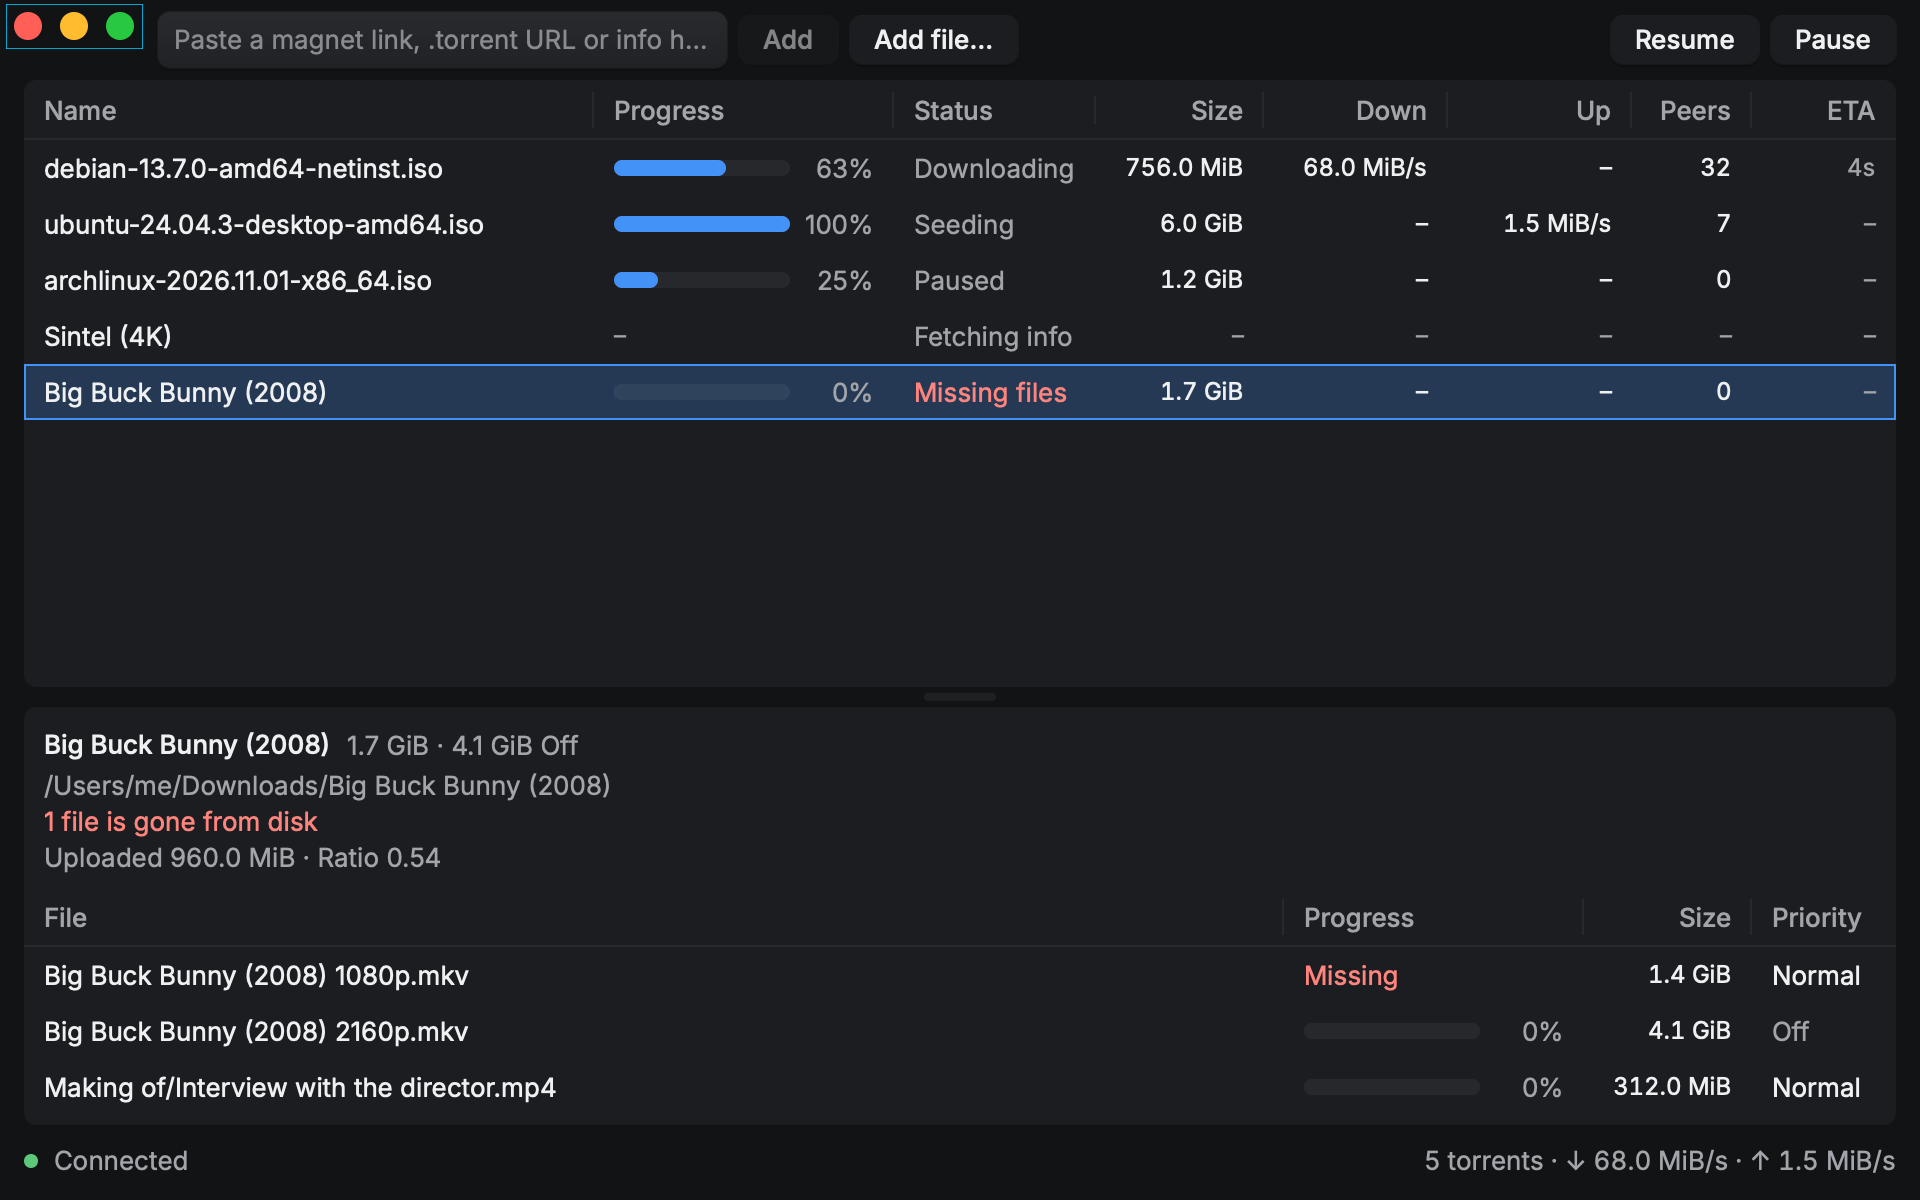 Paste a magnet link, .torrent URL or info h... Add Add file... Resume Pause
Name Progress Status Size Down Up Peers ETA
debian-13.7.0-amd64-netinst.iso 63% Downloading 756.0 MiB 68.0 MiB/s – 32 4s
ubuntu-24.04.3-desktop-amd64.iso 100% Seeding 6.0 GiB – 1.5 MiB/s 7 –
archlinux-2026.11.01-x86_64.iso 25% Paused 1.2 GiB – – 0 –
Sintel (4K) – Fetching info – – – – –
Big Buck Bunny (2008) 0% Missing files 1.7 GiB – – 0 –
Big Buck Bunny (2008) 1.7 GiB · 4.1 GiB Off
/Users/me/Downloads/Big Buck Bunny (2008)
1 file is gone from disk
Uploaded 960.0 MiB · Ratio 0.54
File Progress Size Priority
Big Buck Bunny (2008) 1080p.mkv Missing 1.4 GiB Normal
Big Buck Bunny (2008) 2160p.mkv 0% 4.1 GiB Off
Making of/Interview with the director.mp4 0% 312.0 MiB Normal
Connected 5 torrents · ↓ 68.0 MiB/s · ↑ 1.5 MiB/s